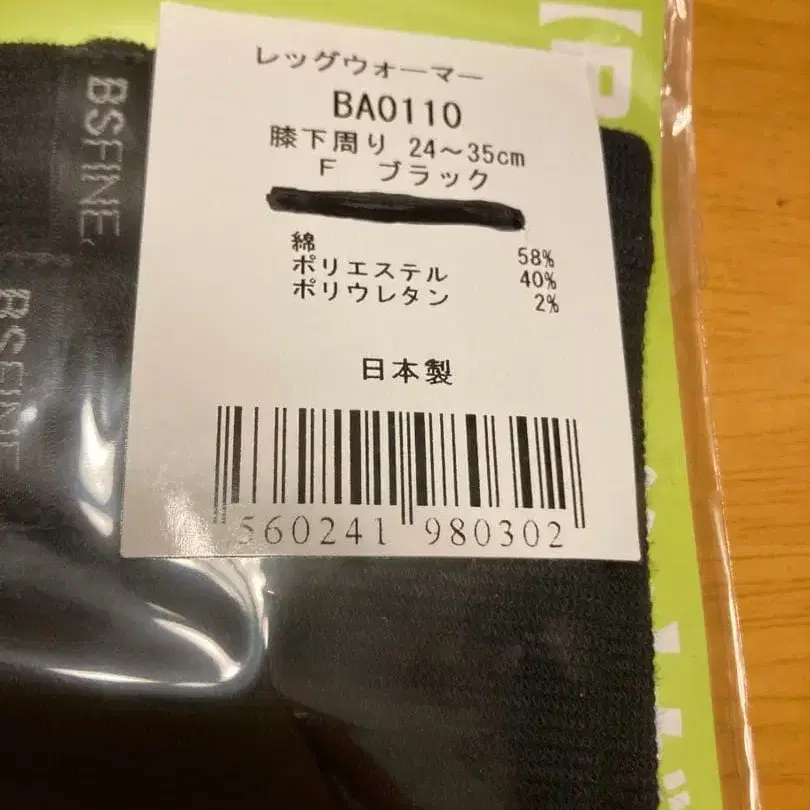 レッグウォーマー
BA0110
膝下周り 24〜35cm
F ブラック
綿 58%
ポリエステル 40%
ポリウレタン 2%
日本製
560241 980302
BSFINE.
BSFINE